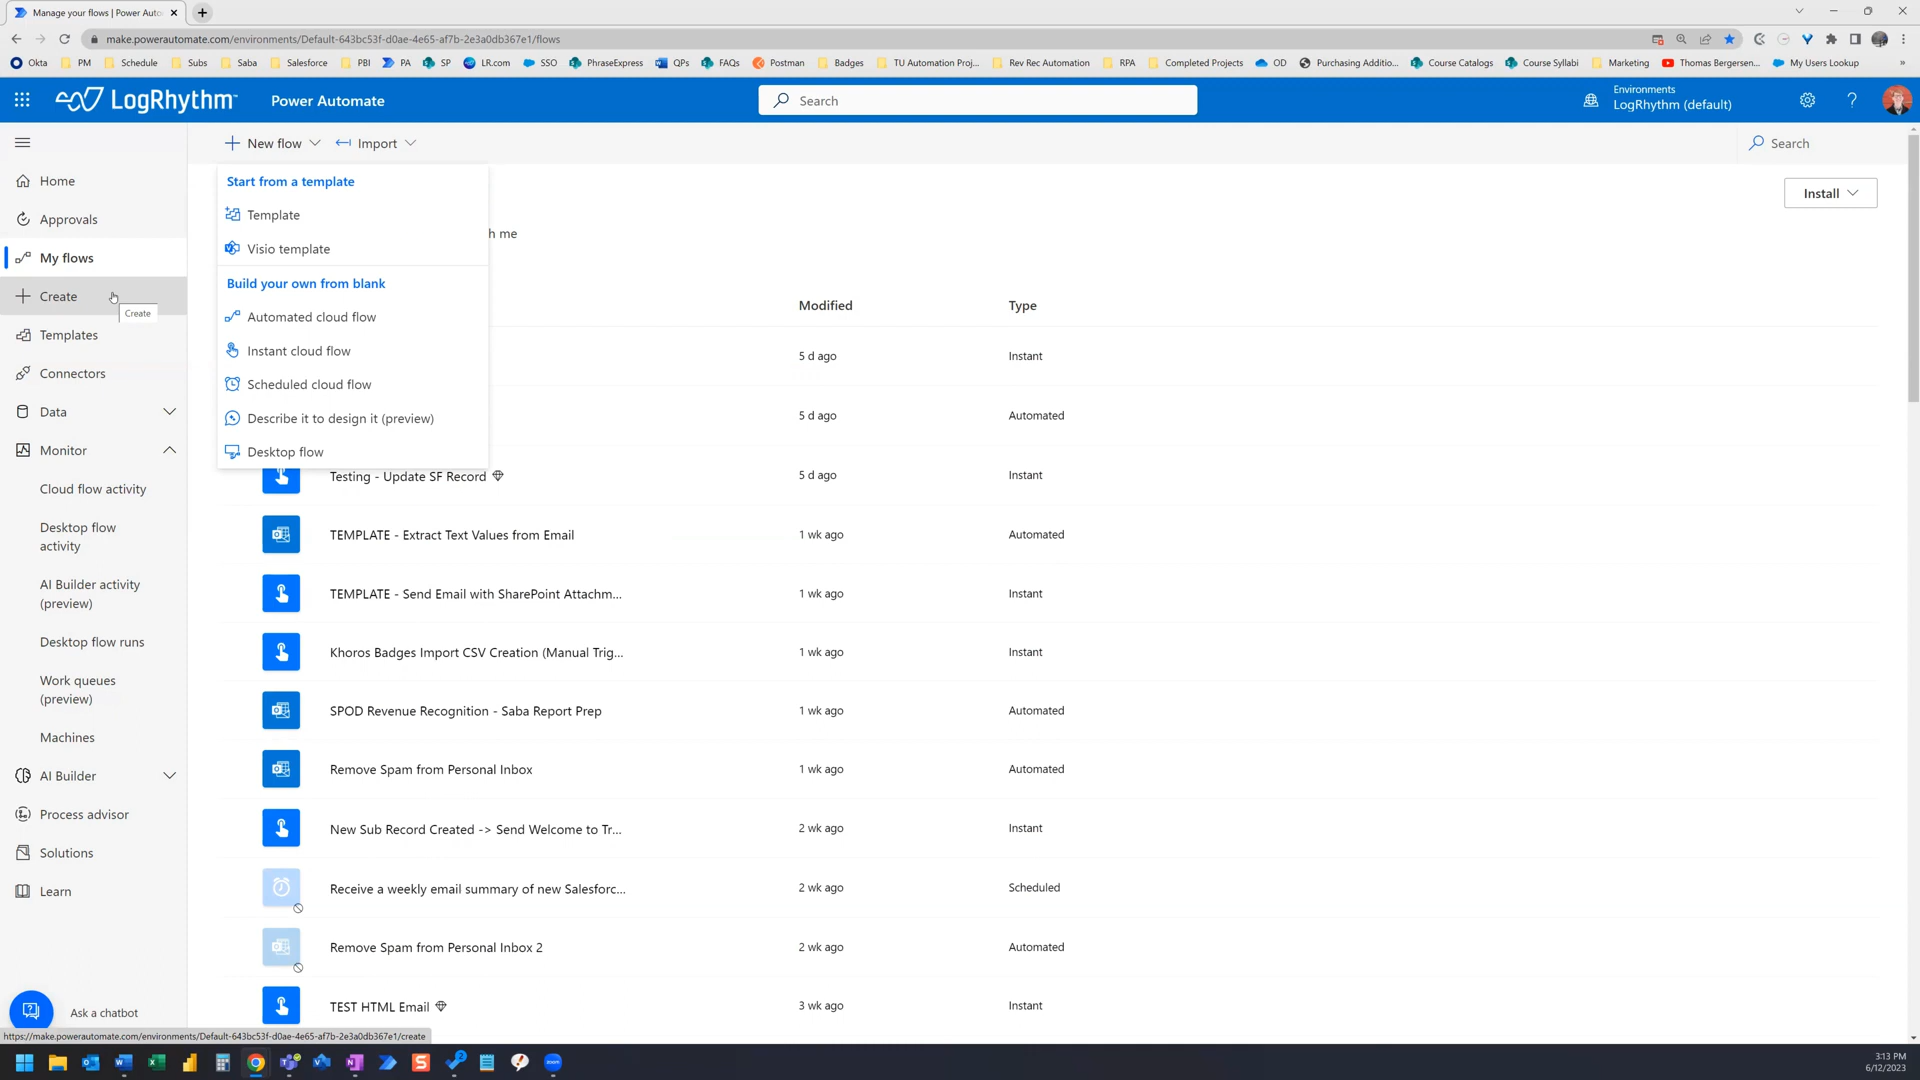 Manage your flows | Power Auto
make.powerautomate.com/environments/Default-643bc53f-d0ae-4e65-af7b-2e3a0db367e1/flows
Okta PM Schedule Subs Saba Salesforce PBI PA SP LR.com SSO PhraseExpress QPs FAQs Postman Badges TU Automation Proj... Rev Rec Automation RPA Completed Projects OD Purchasing Additio... Course Catalogs Course Syllabi Marketing Thomas Bergersen... My Users Lookup »
LogRhythm Power Automate
Search
Environments
LogRhythm (default)
New flow
Import
Search
Home
Approvals
My flows
Create
Create
Templates
Connectors
Data
Monitor
Cloud flow activity
Desktop flow
activity
AI Builder activity
(preview)
Desktop flow runs
Work queues
(preview)
Machines
AI Builder
Process advisor
Solutions
Learn
Ask a chatbot
Start from a template
Template
Visio template
Build your own from blank
Automated cloud flow
Instant cloud flow
Scheduled cloud flow
Describe it to design it (preview)
Desktop flow
Install
h me
Modified Type
5 d ago Instant
5 d ago Automated
Testing - Update SF Record 5 d ago Instant
TEMPLATE - Extract Text Values from Email 1 wk ago Automated
TEMPLATE - Send Email with SharePoint Attachm... 1 wk ago Instant
Khoros Badges Import CSV Creation (Manual Trig... 1 wk ago Instant
SPOD Revenue Recognition - Saba Report Prep 1 wk ago Automated
Remove Spam from Personal Inbox 1 wk ago Automated
New Sub Record Created -> Send Welcome to Tr... 2 wk ago Instant
Receive a weekly email summary of new Salesforc... 2 wk ago Scheduled
Remove Spam from Personal Inbox 2 2 wk ago Automated
TEST HTML Email 3 wk ago Instant
https://make.powerautomate.com/environments/Default-643bc53f-d0ae-4e65-af7b-2e3a0db367e1/create
3:13 PM
6/12/2023